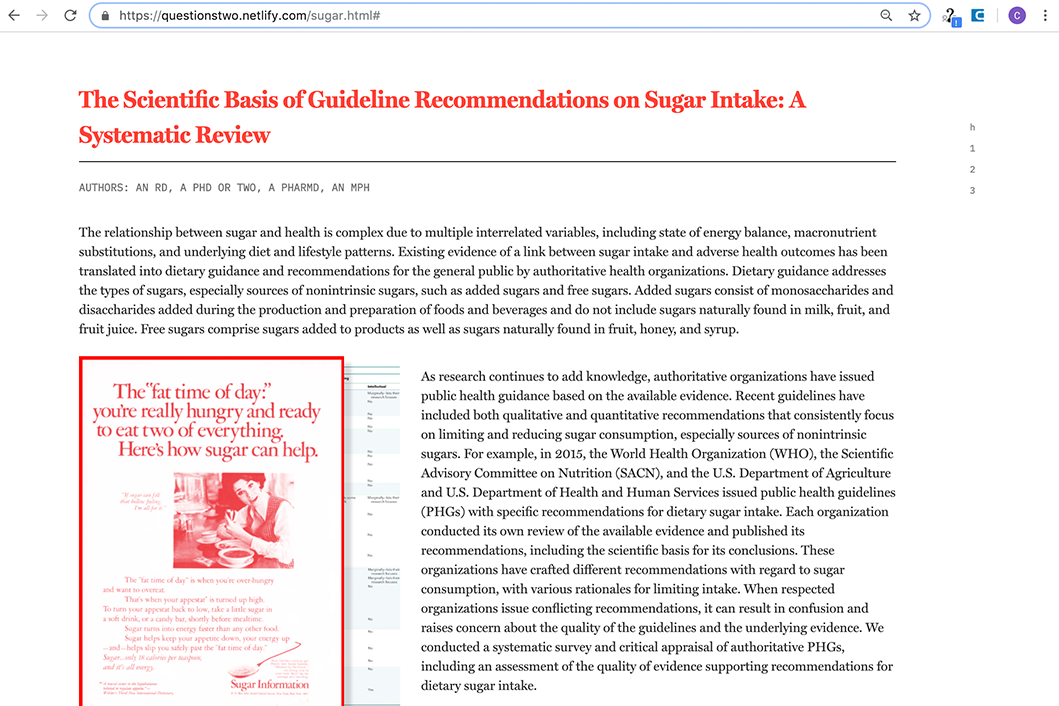 https://questionstwo.netlify.com/sugar.html#
C
The Scientific Basis of Guideline Recommendations on Sugar Intake: A
Systematic Review
h
1
2
3
AUTHORS: AN RD, A PHD OR TWO, A PHARMD, AN MPH
The relationship between sugar and health is complex due to multiple interrelated variables, including state of energy balance, macronutrient
substitutions, and underlying diet and lifestyle patterns. Existing evidence of a link between sugar intake and adverse health outcomes has been
translated into dietary guidance and recommendations for the general public by authoritative health organizations. Dietary guidance addresses
the types of sugars, especially sources of nonintrinsic sugars, such as added sugars and free sugars. Added sugars consist of monosaccharides and
disaccharides added during the production and preparation of foods and beverages and do not include sugars naturally found in milk, fruit, and
fruit juice. Free sugars comprise sugars added to products as well as sugars naturally found in fruit, honey, and syrup.
The "fat time of day:"
you're really hungry and ready
to eat two of everything.
Here's how sugar can help.
"If sugar can fill
that hollow feeling,
I'm all for it."
The "fat time of day" is when you're over-hungry
and want to overeat.
That's when your appestat* is turned up high.
To turn your appestat back to low, take a little sugar in
a soft drink, or a candy bar, shortly before mealtime.
Sugar turns into energy faster than any other food.
Sugar helps keep your appetite down, your energy up
—and—helps slip you safely past the "fat time of day."
Sugar...only 18 calories per teaspoon,
and it's all energy.
Sugar Information
As research continues to add knowledge, authoritative organizations have issued
public health guidance based on the available evidence. Recent guidelines have
included both qualitative and quantitative recommendations that consistently focus
on limiting and reducing sugar consumption, especially sources of nonintrinsic
sugars. For example, in 2015, the World Health Organization (WHO), the Scientific
Advisory Committee on Nutrition (SACN), and the U.S. Department of Agriculture
and U.S. Department of Health and Human Services issued public health guidelines
(PHGs) with specific recommendations for dietary sugar intake. Each organization
conducted its own review of the available evidence and published its
recommendations, including the scientific basis for its conclusions. These
organizations have crafted different recommendations with regard to sugar
consumption, with various rationales for limiting intake. When respected
organizations issue conflicting recommendations, it can result in confusion and
raises concern about the quality of the guidelines and the underlying evidence. We
conducted a systematic survey and critical appraisal of authoritative PHGs,
including an assessment of the quality of evidence supporting recommendations for
dietary sugar intake.